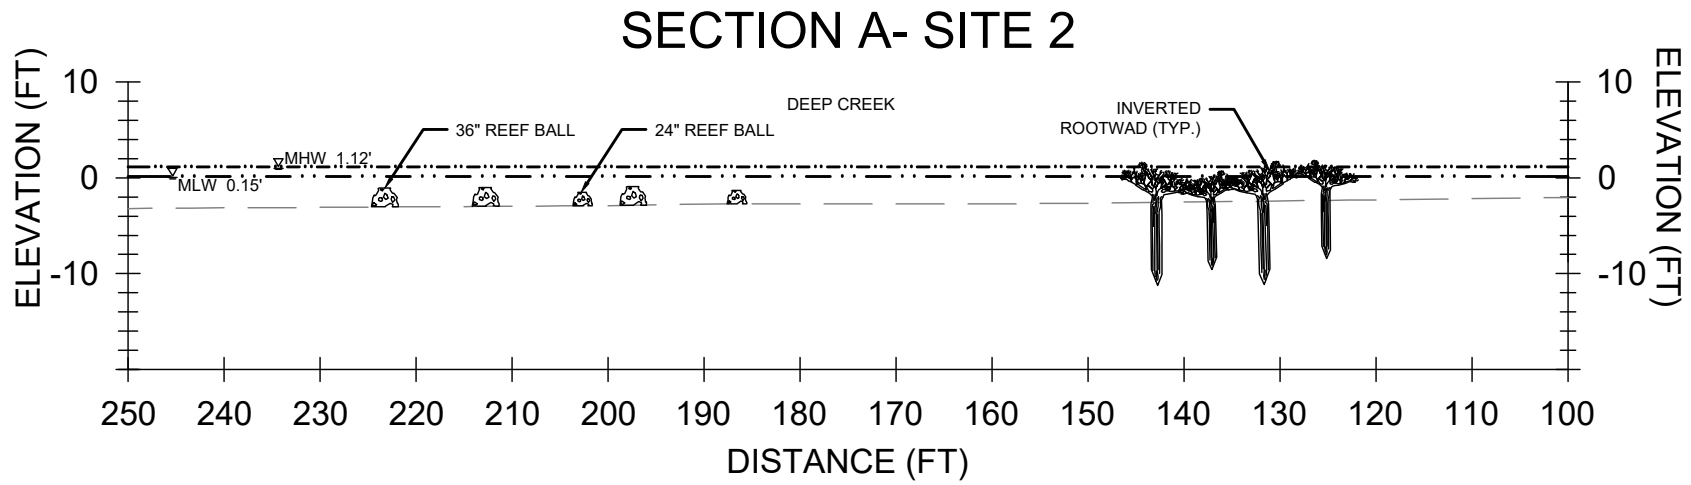 SECTION A- SITE 2
ELEVATION (FT)
10
0
-10
36" REEF BALL
24" REEF BALL
DEEP CREEK
INVERTED
ROOTWAD (TYP.)
MHW 1.12'
MLW 0.15'
10
0
-10
ELEVATION (FT)
250 240 230 220 210 200 190 180 170 160 150 140 130 120 110 100
DISTANCE (FT)